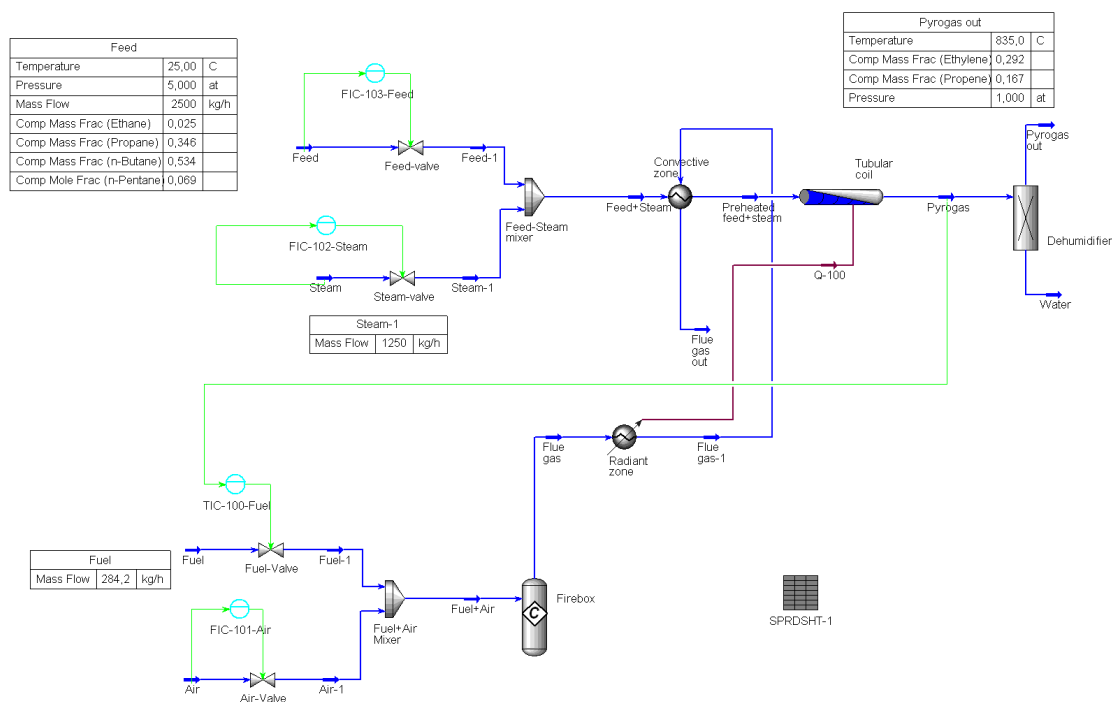 Feed
Temperature 25,00 C
Pressure 5,000 at
Mass Flow 2500 kg/h
Comp Mass Frac (Ethane) 0,025
Comp Mass Frac (Propane) 0,346
Comp Mass Frac (n-Butane) 0,534
Comp Mole Frac (n-Pentane) 0,069
Pyrogas out
Temperature 835,0 C
Comp Mass Frac (Ethylene) 0,292
Comp Mass Frac (Propene) 0,167
Pressure 1,000 at
FIC-103-Feed
Feed
Feed-valve
Feed-1
Feed-Steam
mixer
Feed+Steam
Convective
zone
Preheated
feed+steam
Tubular
coil
Pyrogas
Pyrogas
out
Dehumidifier
Water
FIC-102-Steam
Steam
Steam-valve
Steam-1
Q-100
Steam-1
Mass Flow 1250 kg/h
Flue
gas
out
Flue
gas
Radiant
zone
Flue
gas-1
TIC-100-Fuel
Fuel
Fuel-Valve
Fuel-1
Fuel
Mass Flow 284,2 kg/h
Fuel+Air
Mixer
Fuel+Air
C
Firebox
SPRDSHT-1
FIC-101-Air
Air
Air-Valve
Air-1